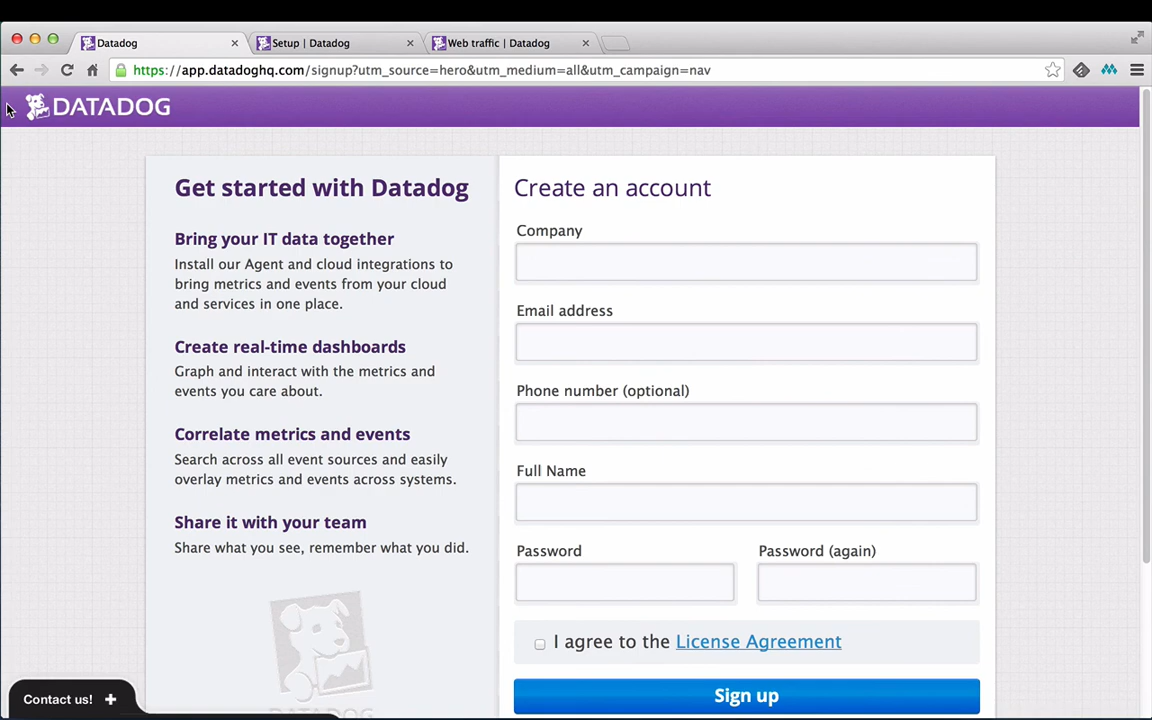 Datadog
Setup | Datadog
Web traffic | Datadog
https://app.datadoghq.com/signup?utm_source=hero&utm_medium=all&utm_campaign=nav
DATADOG
Get started with Datadog
Bring your IT data together
Install our Agent and cloud integrations to
bring metrics and events from your cloud
and services in one place.
Create real-time dashboards
Graph and interact with the metrics and
events you care about.
Correlate metrics and events
Search across all event sources and easily
overlay metrics and events across systems.
Share it with your team
Share what you see, remember what you did.
DATADOG
Create an account
Company
Email address
Phone number (optional)
Full Name
Password
Password (again)
I agree to the License Agreement
Sign up
Contact us! +